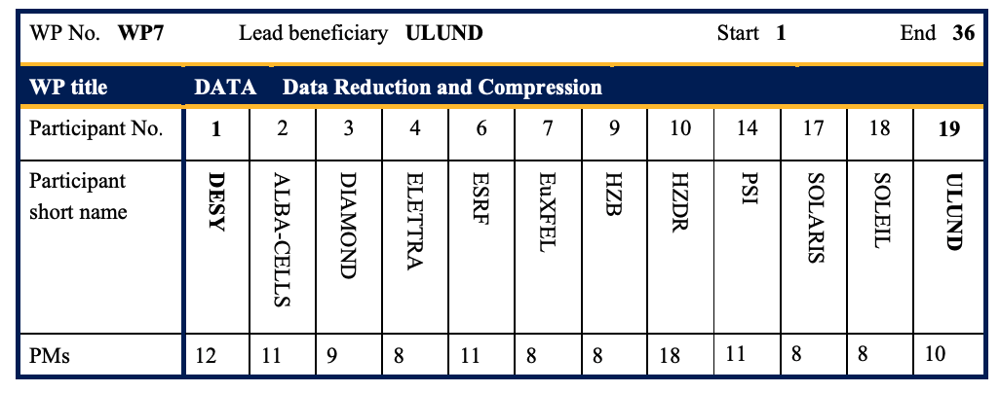 WP No. WP7 Lead beneficiary ULUND Start 1 End 36
WP title DATA Data Reduction and Compression
Participant No. 1 2 3 4 6 7 9 10 14 17 18 19
Participant short name DESY ALBA-CELLS DIAMOND ELETTRA ESRF EuXFEL HZB HZDR PSI SOLARIS SOLEIL ULUND
PMs 12 11 9 8 11 8 8 18 11 8 8 10